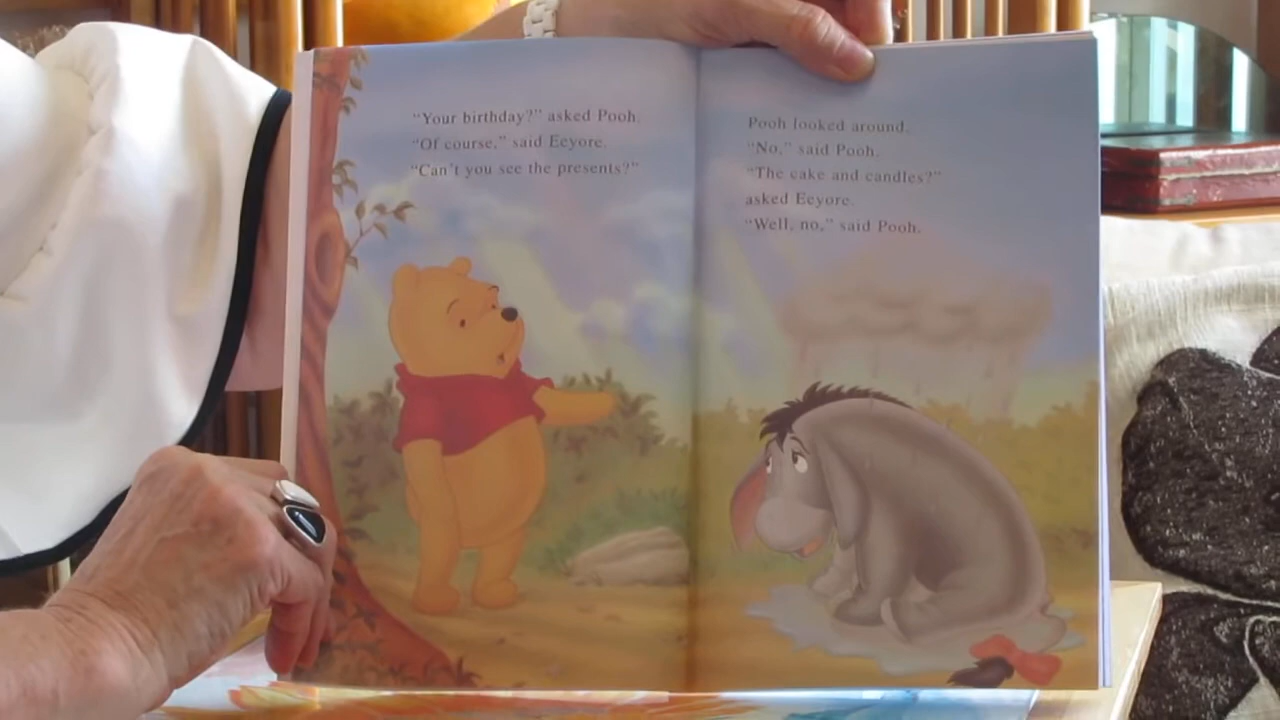 “Your birthday?” asked Pooh.
“Of course,” said Eeyore.
“Can't you see the presents?”
Pooh looked around.
“No,” said Pooh.
“The cake and candles?”
asked Eeyore.
“Well, no,” said Pooh.